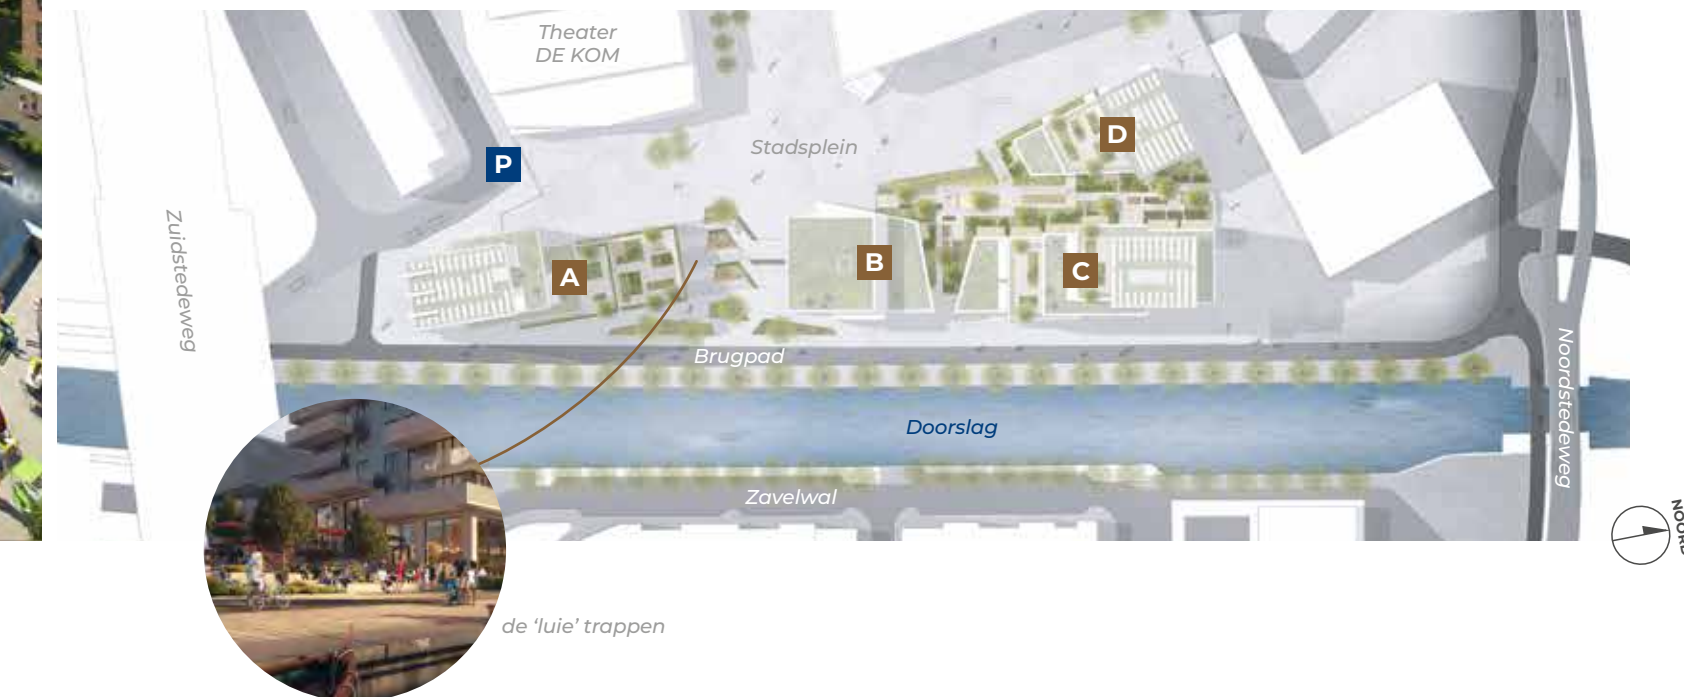 Theater
DE KOM
Stadsplein
P
D
Zuidstedeweg
A
B
C
Brugpad
Doorslag
Noordstedeweg
Zavelwal
NOORD
de ‘luie’ trappen